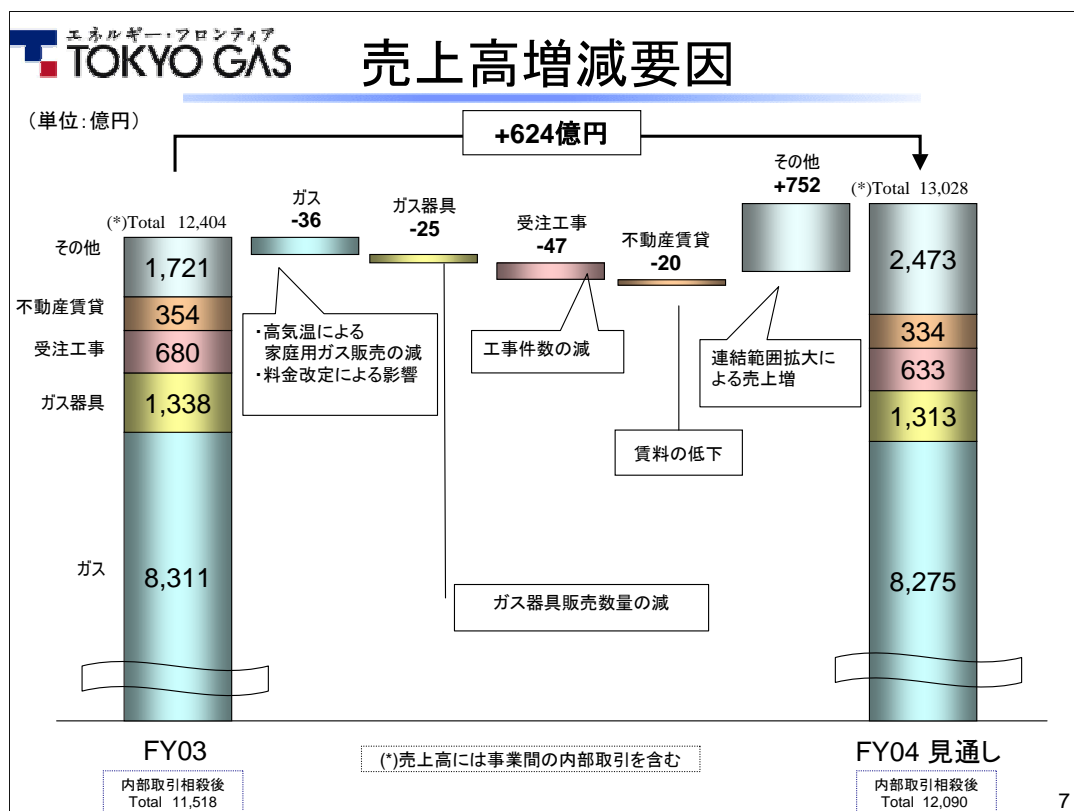 エネルギー・フロンティア
TOKYO GAS
売上高増減要因
(単位:億円)
+624億円
(*)Total 12,404
その他
1,721
不動産賃貸
354
受注工事
680
ガス器具
1,338
ガス
8,311
ガス
-36
・高気温による
家庭用ガス販売の減
・料金改定による影響
ガス器具
-25
ガス器具販売数量の減
受注工事
-47
工事件数の減
不動産賃貸
-20
賃料の低下
その他
+752
連結範囲拡大に
よる売上増
(*)Total 13,028
2,473
334
633
1,313
8,275
FY03
内部取引相殺後
Total 11,518
(*)売上高には事業間の内部取引を含む
FY04 見通し
内部取引相殺後
Total 12,090
7